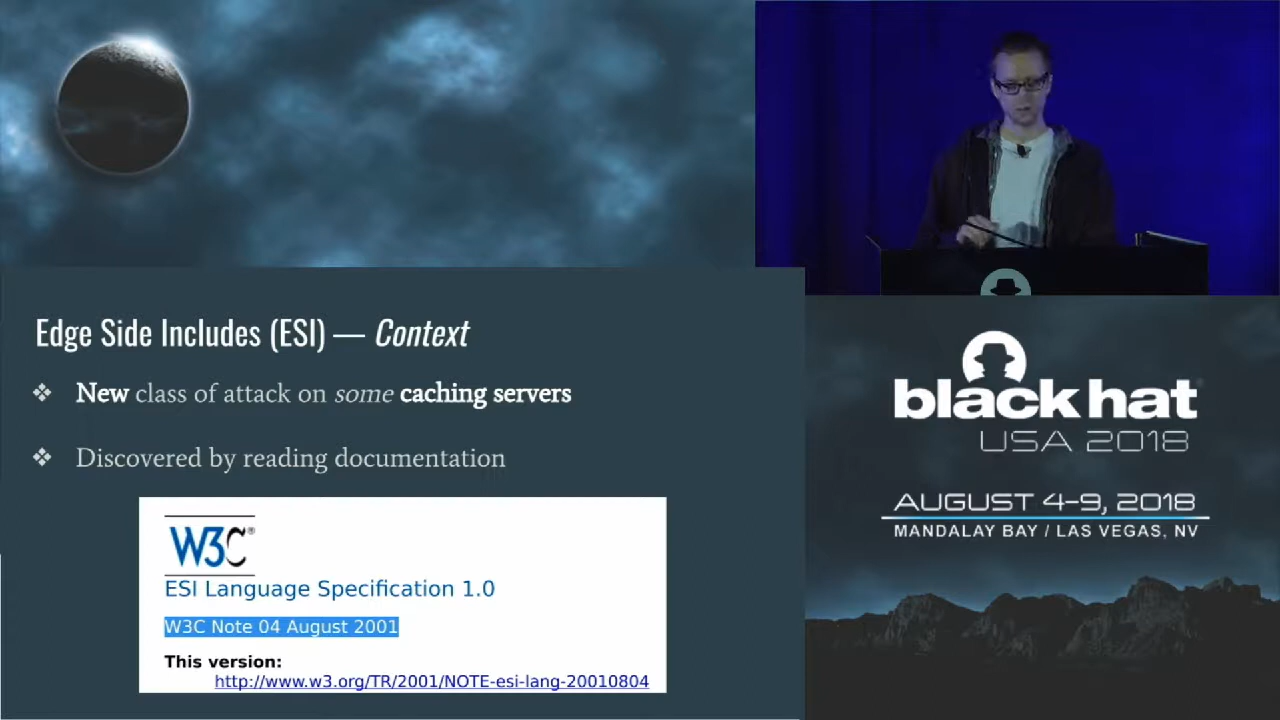 Edge Side Includes (ESI) — Context
❖ New class of attack on some caching servers
❖ Discovered by reading documentation
W3C®
ESI Language Specification 1.0
W3C Note 04 August 2001
This version:
http://www.w3.org/TR/2001/NOTE-esi-lang-20010804
black hat
USA 2018
AUGUST 4-9, 2018
MANDALAY BAY / LAS VEGAS, NV